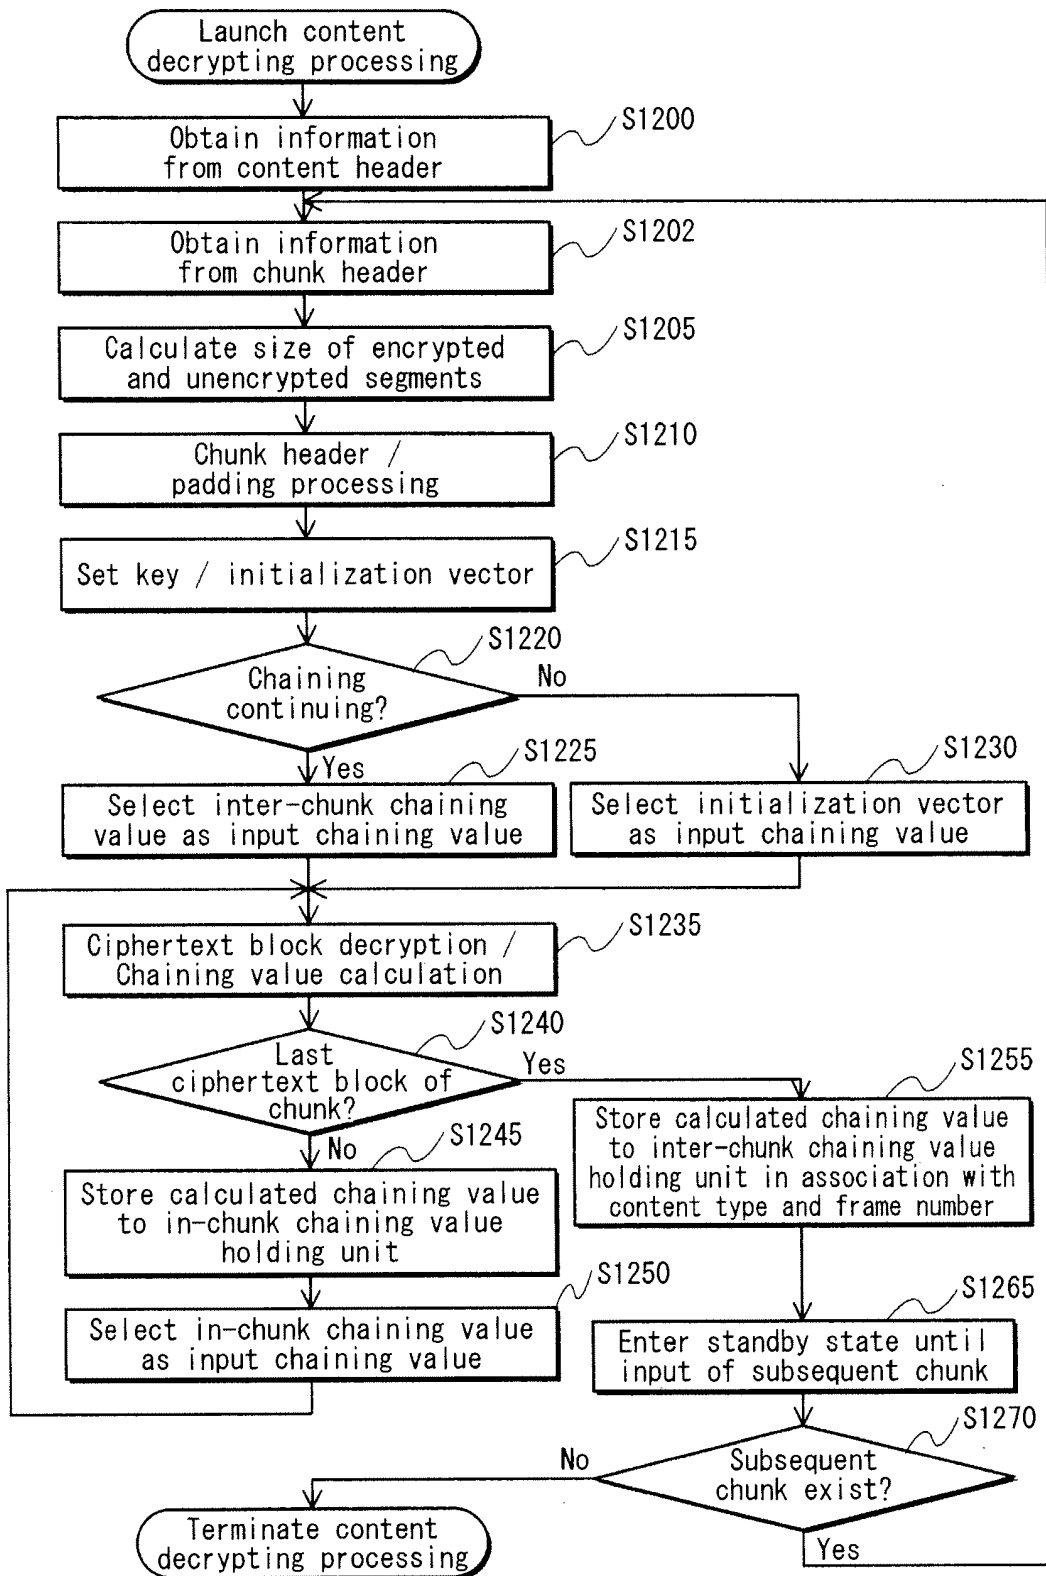 Launch content
decrypting processing
S1200
Obtain information
from content header
S1202
Obtain information
from chunk header
S1205
Calculate size of encrypted
and unencrypted segments
S1210
Chunk header /
padding processing
S1215
Set key / initialization vector
S1220
Chaining
continuing?
No
Yes
S1225
Select inter-chunk chaining
value as input chaining value
S1230
Select initialization vector
as input chaining value
S1235
Ciphertext block decryption /
Chaining value calculation
S1240
Last
ciphertext block of
chunk?
Yes
No
S1245
Store calculated chaining value
to in-chunk chaining value
holding unit
S1250
Select in-chunk chaining value
as input chaining value
S1255
Store calculated chaining value
to inter-chunk chaining value
holding unit in association with
content type and frame number
S1265
Enter standby state until
input of subsequent chunk
S1270
Subsequent
chunk exist?
No
Yes
Terminate content
decrypting processing